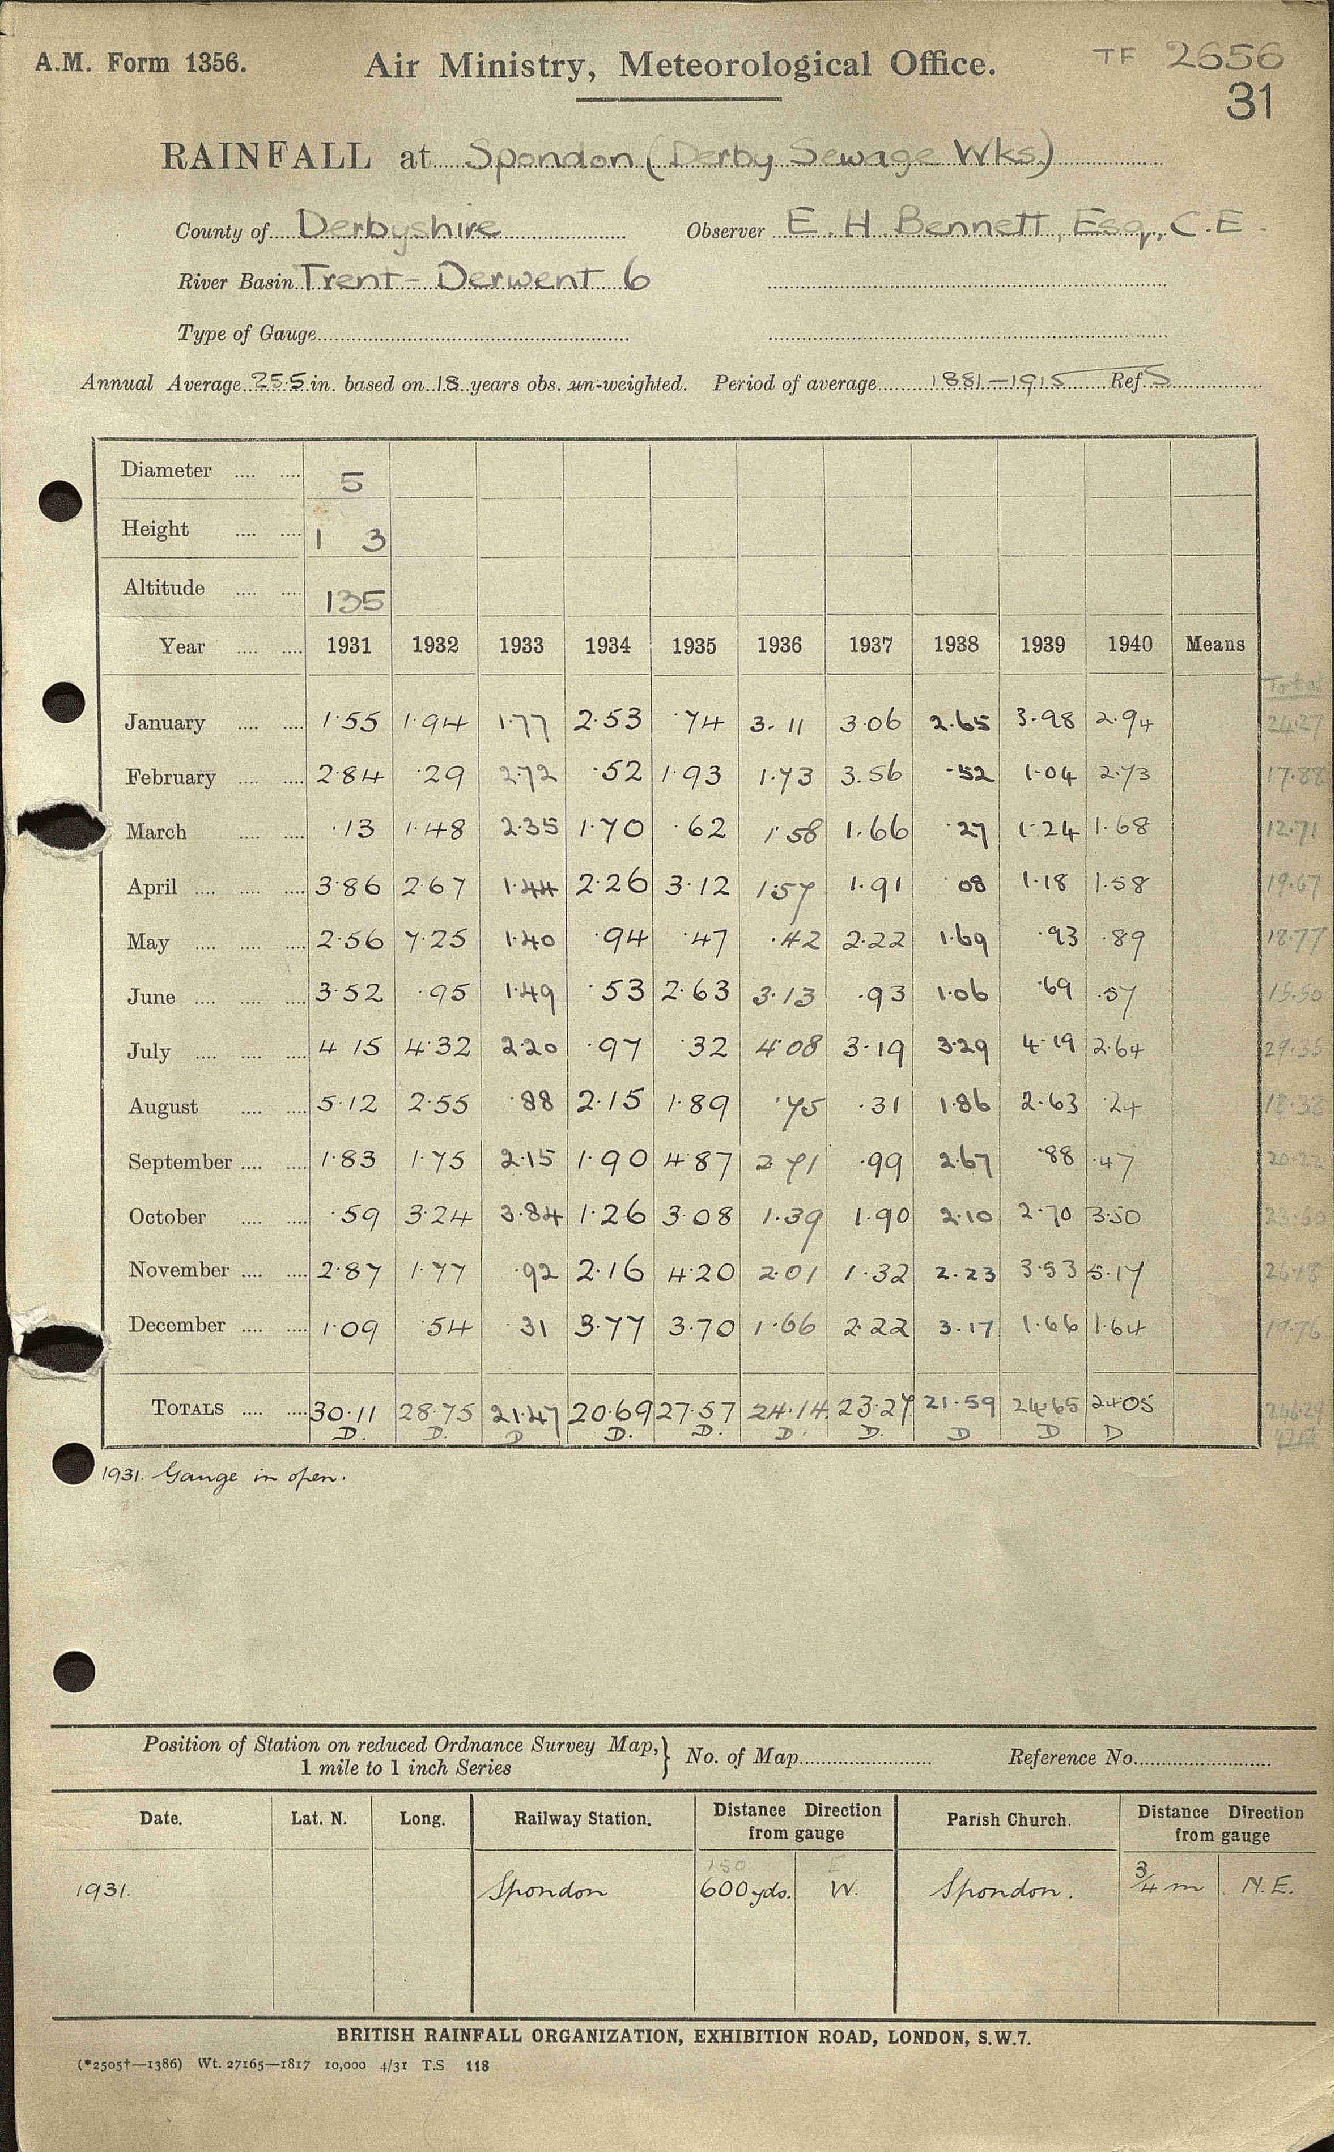 A.M. Form 1356. Air Ministry, Meteorological Office. TF 2656
31
RAINFALL at Spondon (Derby Sewage Wks)
County of Derbyshire Observer E. H. Bennett, Esq., C.E.
River Basin Trent - Derwent 6
Type of Gauge
Annual Average 25.5 in. based on 18 years obs. un-weighted. Period of average 1881-1915 Ref. S
Diameter 5
Height 1 3
Altitude 135
Year 1931 1932 1933 1934 1935 1936 1937 1938 1939 1940 Means
Total
January 1.55 1.94 1.77 2.53 .74 3.11 3.06 2.65 3.98 2.94 24.27
February 2.84 .29 2.72 .52 1.93 1.73 3.56 .52 1.04 2.73 17.88
March .13 1.48 2.35 1.70 .62 1.58 1.66 .27 1.24 1.68 12.71
April 3.86 2.67 1.44 2.26 3.12 1.57 1.91 08 1.18 1.58 19.67
May 2.56 7.25 1.40 .94 .47 .42 2.22 1.69 .93 .89 18.77
June 3.52 .95 1.49 .53 2.63 3.13 .93 1.06 .69 .57 15.50
July 4 15 4.32 2.20 .97 .32 4.08 3.19 3.29 4.19 2.64 29.35
August 5.12 2.55 .88 2.15 1.89 .75 .31 1.86 2.63 .24 18.38
September 1.83 1.75 2.15 1.90 4.87 2.71 .99 2.67 .88 .47 20.22
October .59 3.24 3.84 1.26 3.08 1.39 1.90 2.10 2.70 3.50 23.60
November 2.87 1.77 .92 2.16 4.20 2.01 1.32 2.23 3.53 5.17 26.18
December 1.09 .54 31 3.77 3.70 1.66 2.22 3.17 1.66 1.64 19.76
TOTALS 30.11 28.75 21.47 20.69 27.57 24.14 23.27 21.59 24.65 24.05 246.29
D. D. D D. D. D. D. D D D
1931. Gauge in open.
Position of Station on reduced Ordnance Survey Map,
1 mile to 1 inch Series } No. of Map Reference No.
Date. Lat. N. Long. Railway Station. Distance Direction from gauge Parish Church. Distance Direction from gauge
150
1931. Spondon 600 yds. W. Spondon. 3/4 m N.E.
BRITISH RAINFALL ORGANIZATION, EXHIBITION ROAD, LONDON, S.W.7.
(*2505†—1386) Wt. 27165—1817 10,000 4/31 T.S 118